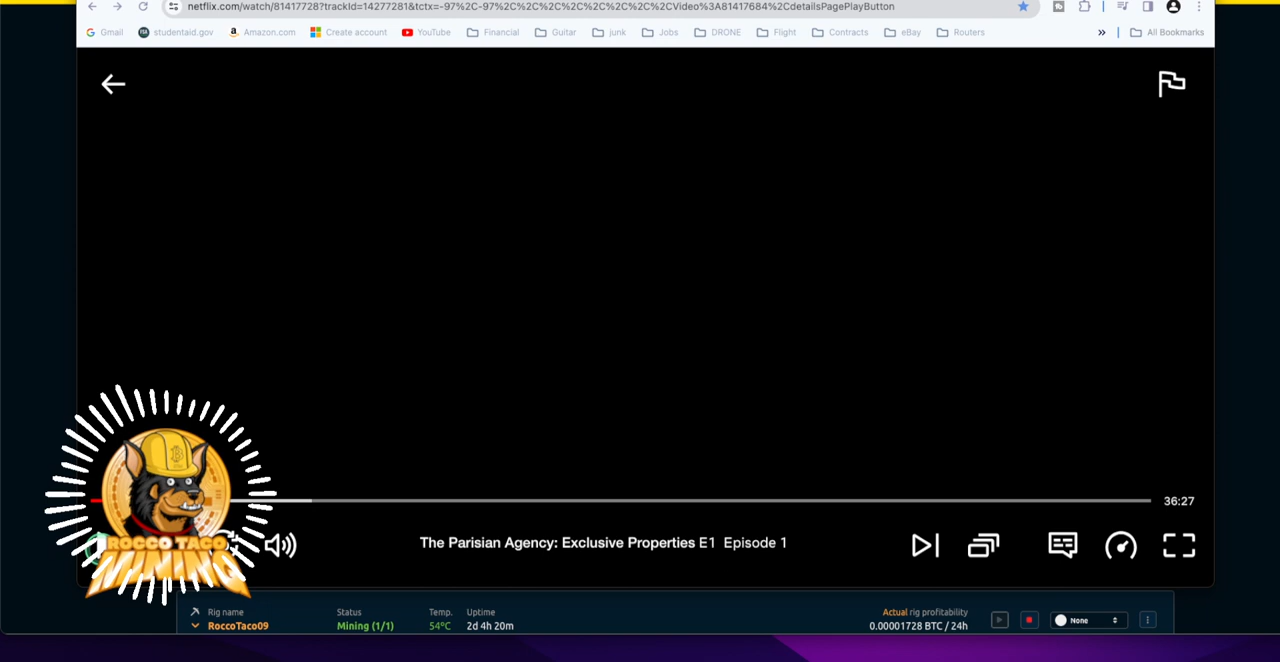 netflix.com/watch/81417728?trackId=14277281&tctx=-97%2C-97%2C%2C%2C%2C%2C%2C%2C%2CVideo%3A81417684%2CdetailsPagePlayButton
Gmail studentaid.gov Amazon.com Create account YouTube Financial Guitar junk Jobs DRONE Flight Contracts eBay Routers » All Bookmarks
36:27
The Parisian Agency: Exclusive Properties E1 Episode 1
ROCCO TACO
MINING
Rig name Status Temp. Uptime Actual rig profitability
RoccoTaco09 Mining (1/1) 54°C 2d 4h 20m 0.00001728 BTC / 24h None